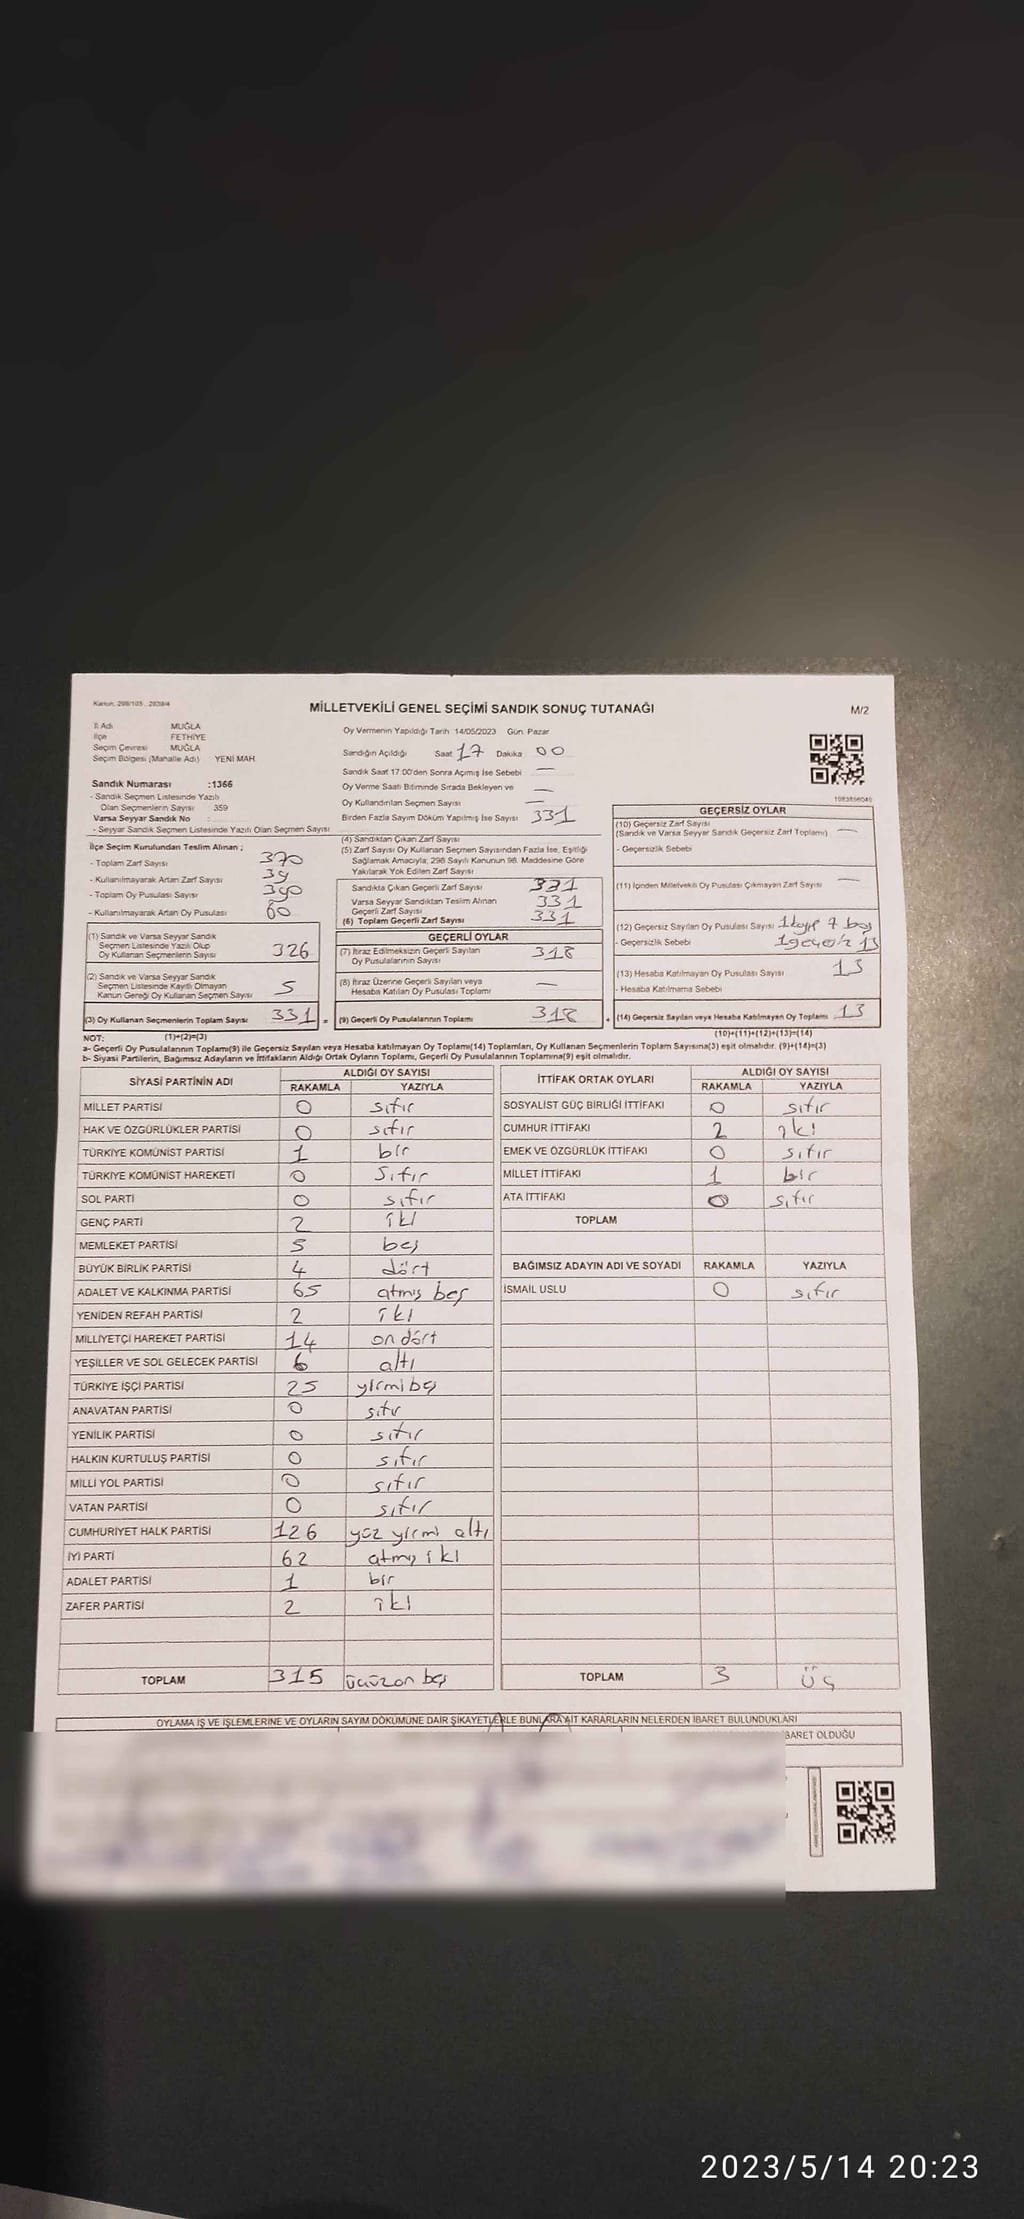 Kanun: 298/105 , 2839/4
MİLLETVEKİLİ GENEL SEÇİMİ SANDIK SONUÇ TUTANAĞI
M/2
İl Adı MUĞLA
İlçe FETHİYE
Seçim Çevresi MUĞLA
Seçim Bölgesi (Mahalle Adı) YENİ MAH.
Sandık Numarası :1366
- Sandık Seçmen Listesinde Yazılı
Olan Seçmenlerin Sayısı 359
Varsa Seyyar Sandık No :
- Seyyar Sandık Seçmen Listesinde Yazılı Olan Seçmen Sayısı
İlçe Seçim Kurulundan Teslim Alınan ;
- Toplam Zarf Sayısı 370
- Kullanılmayarak Artan Zarf Sayısı 39
- Toplam Oy Pusulası Sayısı 390
- Kullanılmayarak Artan Oy Pusulası 60
(1) Sandık ve Varsa Seyyar Sandık
Seçmen Listesinde Yazılı Olup
Oy Kullanan Seçmenlerin Sayısı 326
(2) Sandık ve Varsa Seyyar Sandık
Seçmen Listesinde Kayıtlı Olmayan
Kanun Gereği Oy Kullanan Seçmen Sayısı 5
(3) Oy Kullanan Seçmenlerin Toplam Sayısı 331 =
Oy Vermenin Yapıldığı Tarih 14/05/2023 Gün: Pazar
Sandığın Açıldığı Saat 17 Dakika 00
Sandık Saat 17:00'den Sonra Açılmış İse Sebebi —
Oy Verme Saati Bitiminde Sırada Bekleyen ve —
Oy Kullandırılan Seçmen Sayısı —
Birden Fazla Sayım Döküm Yapılmış İse Sayısı 331
(4) Sandıktan Çıkan Zarf Sayısı
(5) Zarf Sayısı Oy Kullanan Seçmen Sayısından Fazla İse, Eşitliği
Sağlamak Amacıyla; 298 Sayılı Kanunun 98. Maddesine Göre
Yakılarak Yok Edilen Zarf Sayısı
Sandıkta Çıkan Geçerli Zarf Sayısı 331
Varsa Seyyar Sandıktan Teslim Alınan
Geçerli Zarf Sayısı 331
(6) Toplam Geçerli Zarf Sayısı 331
GEÇERLİ OYLAR
(7) İtiraz Edilmeksizin Geçerli Sayılan
Oy Pusulalarının Sayısı 318
(8) İtiraz Üzerine Geçerli Sayılan veya
Hesaba Katılan Oy Pusulası Toplamı —
(9) Geçerli Oy Pusulalarının Toplamı 318 +
1083856040
GEÇERSİZ OYLAR
(10) Geçersiz Zarf Sayısı
(Sandık ve Varsa Seyyar Sandık Geçersiz Zarf Toplamı) —
- Geçersizlik Sebebi
(11) İçinden Milletvekili Oy Pusulası Çıkmayan Zarf Sayısı —
(12) Geçersiz Sayılan Oy Pusulası Sayısı
- Geçersizlik Sebebi 13
(13) Hesaba Katılmayan Oy Pusulası Sayısı 13
- Hesaba Katılmama Sebebi
(14) Geçersiz Sayılan veya Hesaba Katılmayan Oy Toplamı 13
NOT: (1)+(2)=(3) (10)+(11)+(12)+(13)=(14)
a- Geçerli Oy Pusulalarının Toplamı(9) ile Geçersiz Sayılan veya Hesaba katılmayan Oy Toplamı(14) Toplamları, Oy Kullanan Seçmenlerin Toplam Sayısına(3) eşit olmalıdır. (9)+(14)=(3)
b- Siyasi Partilerin, Bağımsız Adayların ve İttifakların Aldığı Ortak Oyların Toplamı, Geçerli Oy Pusulalarının Toplamına(9) eşit olmalıdır.
SİYASİ PARTİNİN ADI ALDIĞI OY SAYISI
RAKAMLA YAZIYLA
MİLLET PARTİSİ 0 sıfır
HAK VE ÖZGÜRLÜKLER PARTİSİ 0 sıfır
TÜRKİYE KOMÜNİST PARTİSİ 1 bir
TÜRKİYE KOMÜNİST HAREKETİ 0 sıfır
SOL PARTİ 0 sıfır
GENÇ PARTİ 2 iki
MEMLEKET PARTİSİ 5 beş
BÜYÜK BİRLİK PARTİSİ 4 dört
ADALET VE KALKINMA PARTİSİ 65 atmış beş
YENİDEN REFAH PARTİSİ 2 iki
MİLLİYETÇİ HAREKET PARTİSİ 14 on dört
YEŞİLLER VE SOL GELECEK PARTİSİ 6 altı
TÜRKİYE İŞÇİ PARTİSİ 25 yirmi beş
ANAVATAN PARTİSİ 0 sıfır
YENİLİK PARTİSİ 0 sıfır
HALKIN KURTULUŞ PARTİSİ 0 sıfır
MİLLİ YOL PARTİSİ 0 sıfır
VATAN PARTİSİ 0 sıfır
CUMHURİYET HALK PARTİSİ 126 yüz yirmi altı
İYİ PARTİ 62 atmış iki
ADALET PARTİSİ 1 bir
ZAFER PARTİSİ 2 iki
TOPLAM 315 üçüzon beş
İTTİFAK ORTAK OYLARI ALDIĞI OY SAYISI
RAKAMLA YAZIYLA
SOSYALİST GÜÇ BİRLİĞİ İTTİFAKI 0 sıfır
CUMHUR İTTİFAKI 2 iki
EMEK VE ÖZGÜRLÜK İTTİFAKI 0 sıfır
MİLLET İTTİFAKI 1 bir
ATA İTTİFAKI 0 sıfır
TOPLAM
BAĞIMSIZ ADAYIN ADI VE SOYADI RAKAMLA YAZIYLA
İSMAİL USLU 0 sıfır
TOPLAM 3 üç
OYLAMA İŞ VE İŞLEMLERİNE VE OYLARIN SAYIM DÖKÜMÜNE DAİR ŞİKAYETLERLE BUNLARA AİT KARARLARIN NELERDEN İBARET BULUNDUKLARI
BARET OLDUĞU
2023/5/14 20:23